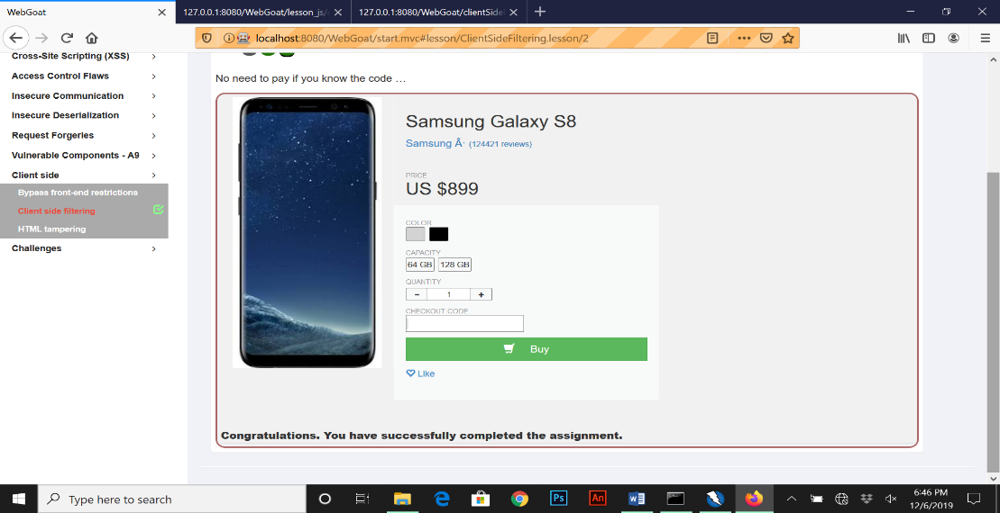 WebGoat
127.0.0.1:8080/WebGoat/lesson_js/
127.0.0.1:8080/WebGoat/clientSide
localhost:8080/WebGoat/start.mvc#lesson/ClientSideFiltering.lesson/2
Cross-Site Scripting (XSS)
Access Control Flaws
Insecure Communication
Insecure Deserialization
Request Forgeries
Vulnerable Components - A9
Client side
Bypass front-end restrictions
Client side filtering
HTML tampering
Challenges
No need to pay if you know the code ...
Samsung Galaxy S8
Samsung Â· (124421 reviews)
PRICE
US $899
COLOR
CAPACITY
64 GB 128 GB
QUANTITY
- 1 +
CHECKOUT CODE
Buy
Like
Congratulations. You have successfully completed the assignment.
Type here to search
Ps
An
6:46 PM
12/6/2019